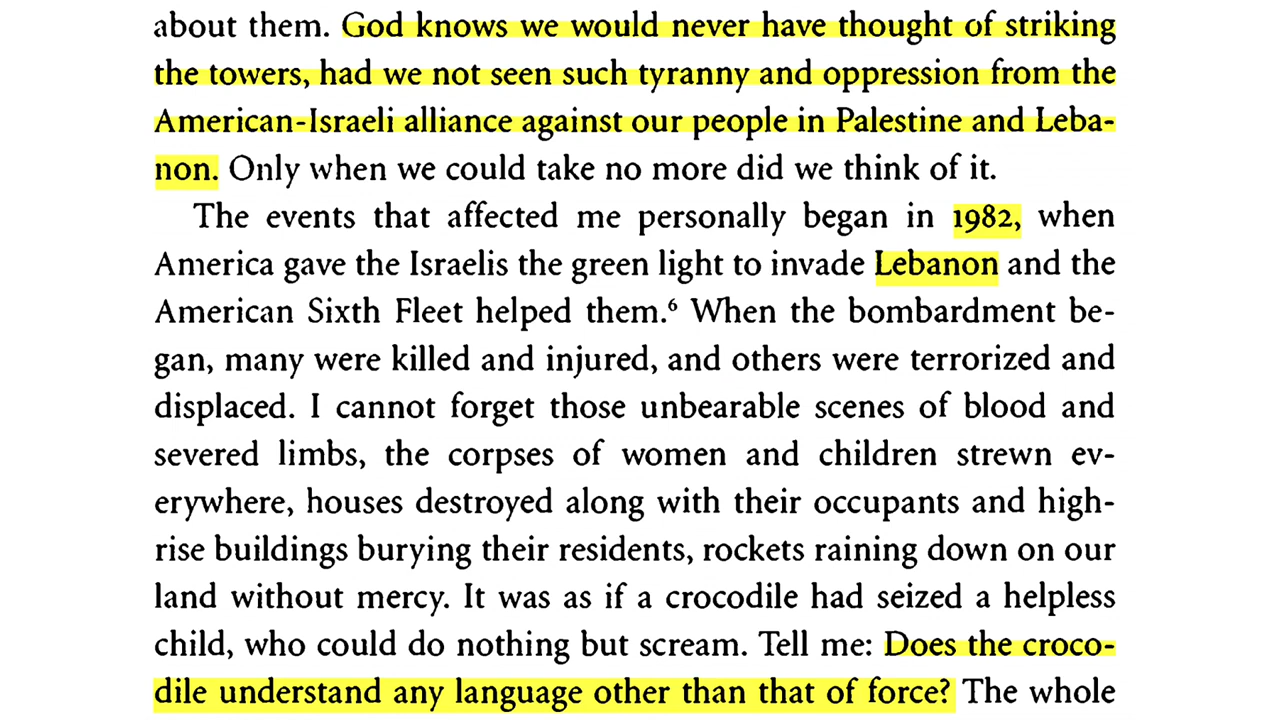 about them. God knows we would never have thought of striking
the towers, had we not seen such tyranny and oppression from the
American-Israeli alliance against our people in Palestine and Leba-
non. Only when we could take no more did we think of it.
The events that affected me personally began in 1982, when
America gave the Israelis the green light to invade Lebanon and the
American Sixth Fleet helped them.⁶ When the bombardment be-
gan, many were killed and injured, and others were terrorized and
displaced. I cannot forget those unbearable scenes of blood and
severed limbs, the corpses of women and children strewn ev-
erywhere, houses destroyed along with their occupants and high-
rise buildings burying their residents, rockets raining down on our
land without mercy. It was as if a crocodile had seized a helpless
child, who could do nothing but scream. Tell me: Does the croco-
dile understand any language other than that of force? The whole